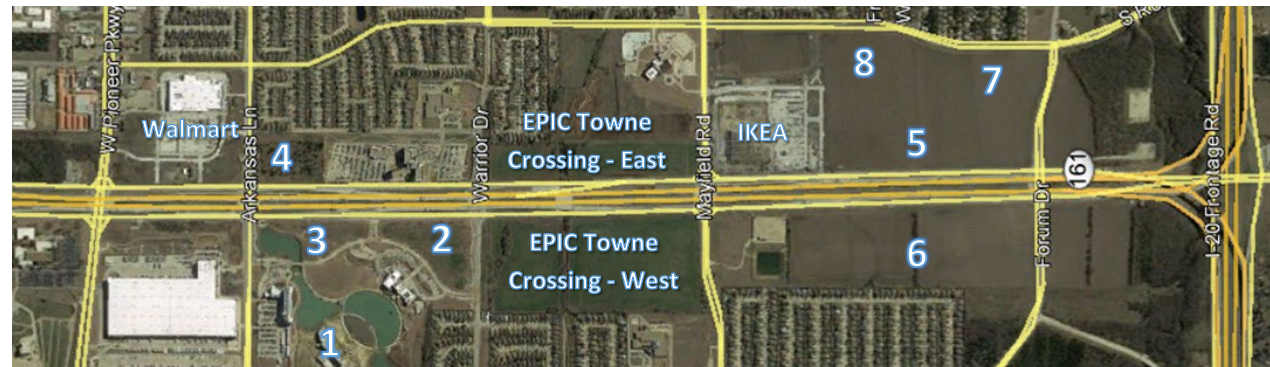 Fr
W
S R
8
7
W Pioneer Pkwy
Walmart
Arkansas Ln
4
Warrior Dr
EPIC Towne
Crossing - East
Mayfield Rd
IKEA
5
161
I-20 Frontage Rd
3
2
EPIC Towne
Crossing - West
6
Forum Dr
1